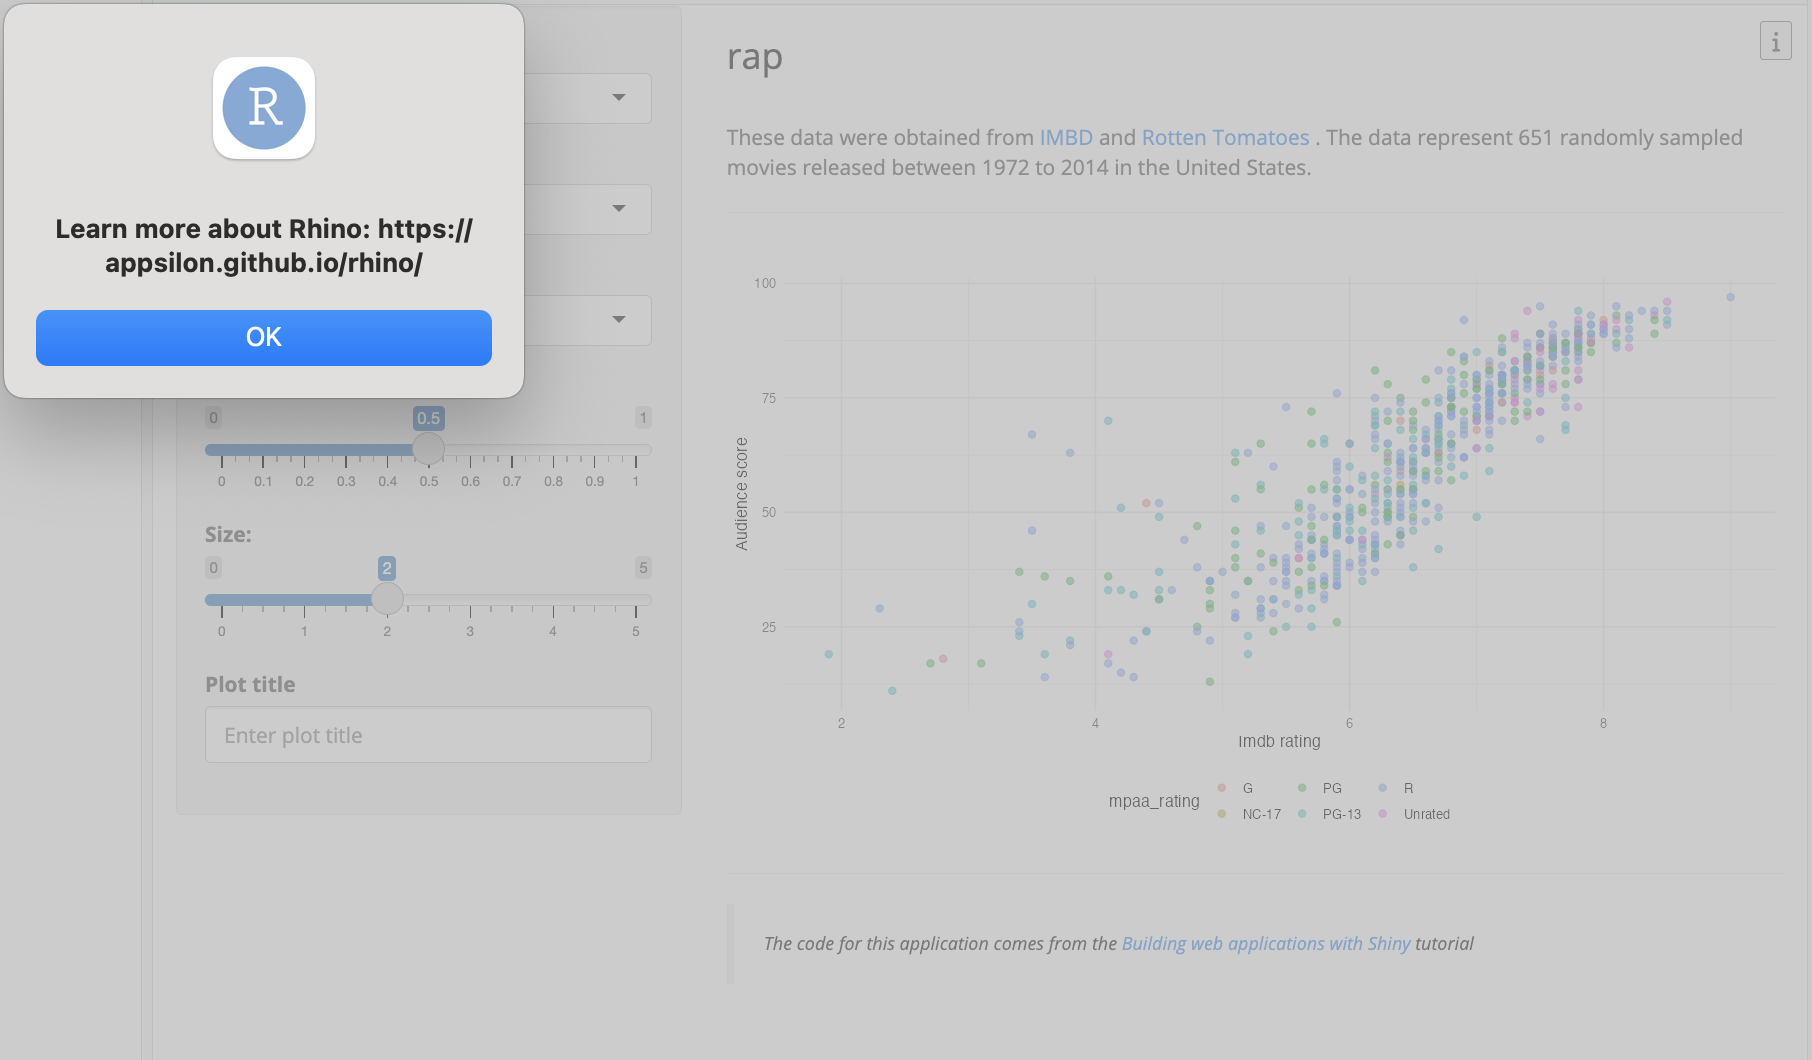 R
Learn more about Rhino: https://
appsilon.github.io/rhino/
OK
0
0.5
1
0 0.1 0.2 0.3 0.4 0.5 0.6 0.7 0.8 0.9 1
Size:
0
2
5
0 1 2 3 4 5
Plot title
Enter plot title
rap
i
These data were obtained from IMBD and Rotten Tomatoes . The data represent 651 randomly sampled
movies released between 1972 to 2014 in the United States.
100
75
50
25
Audience score
2 4 6 8
Imdb rating
mpaa_rating
G PG R
NC-17 PG-13 Unrated
The code for this application comes from the Building web applications with Shiny tutorial